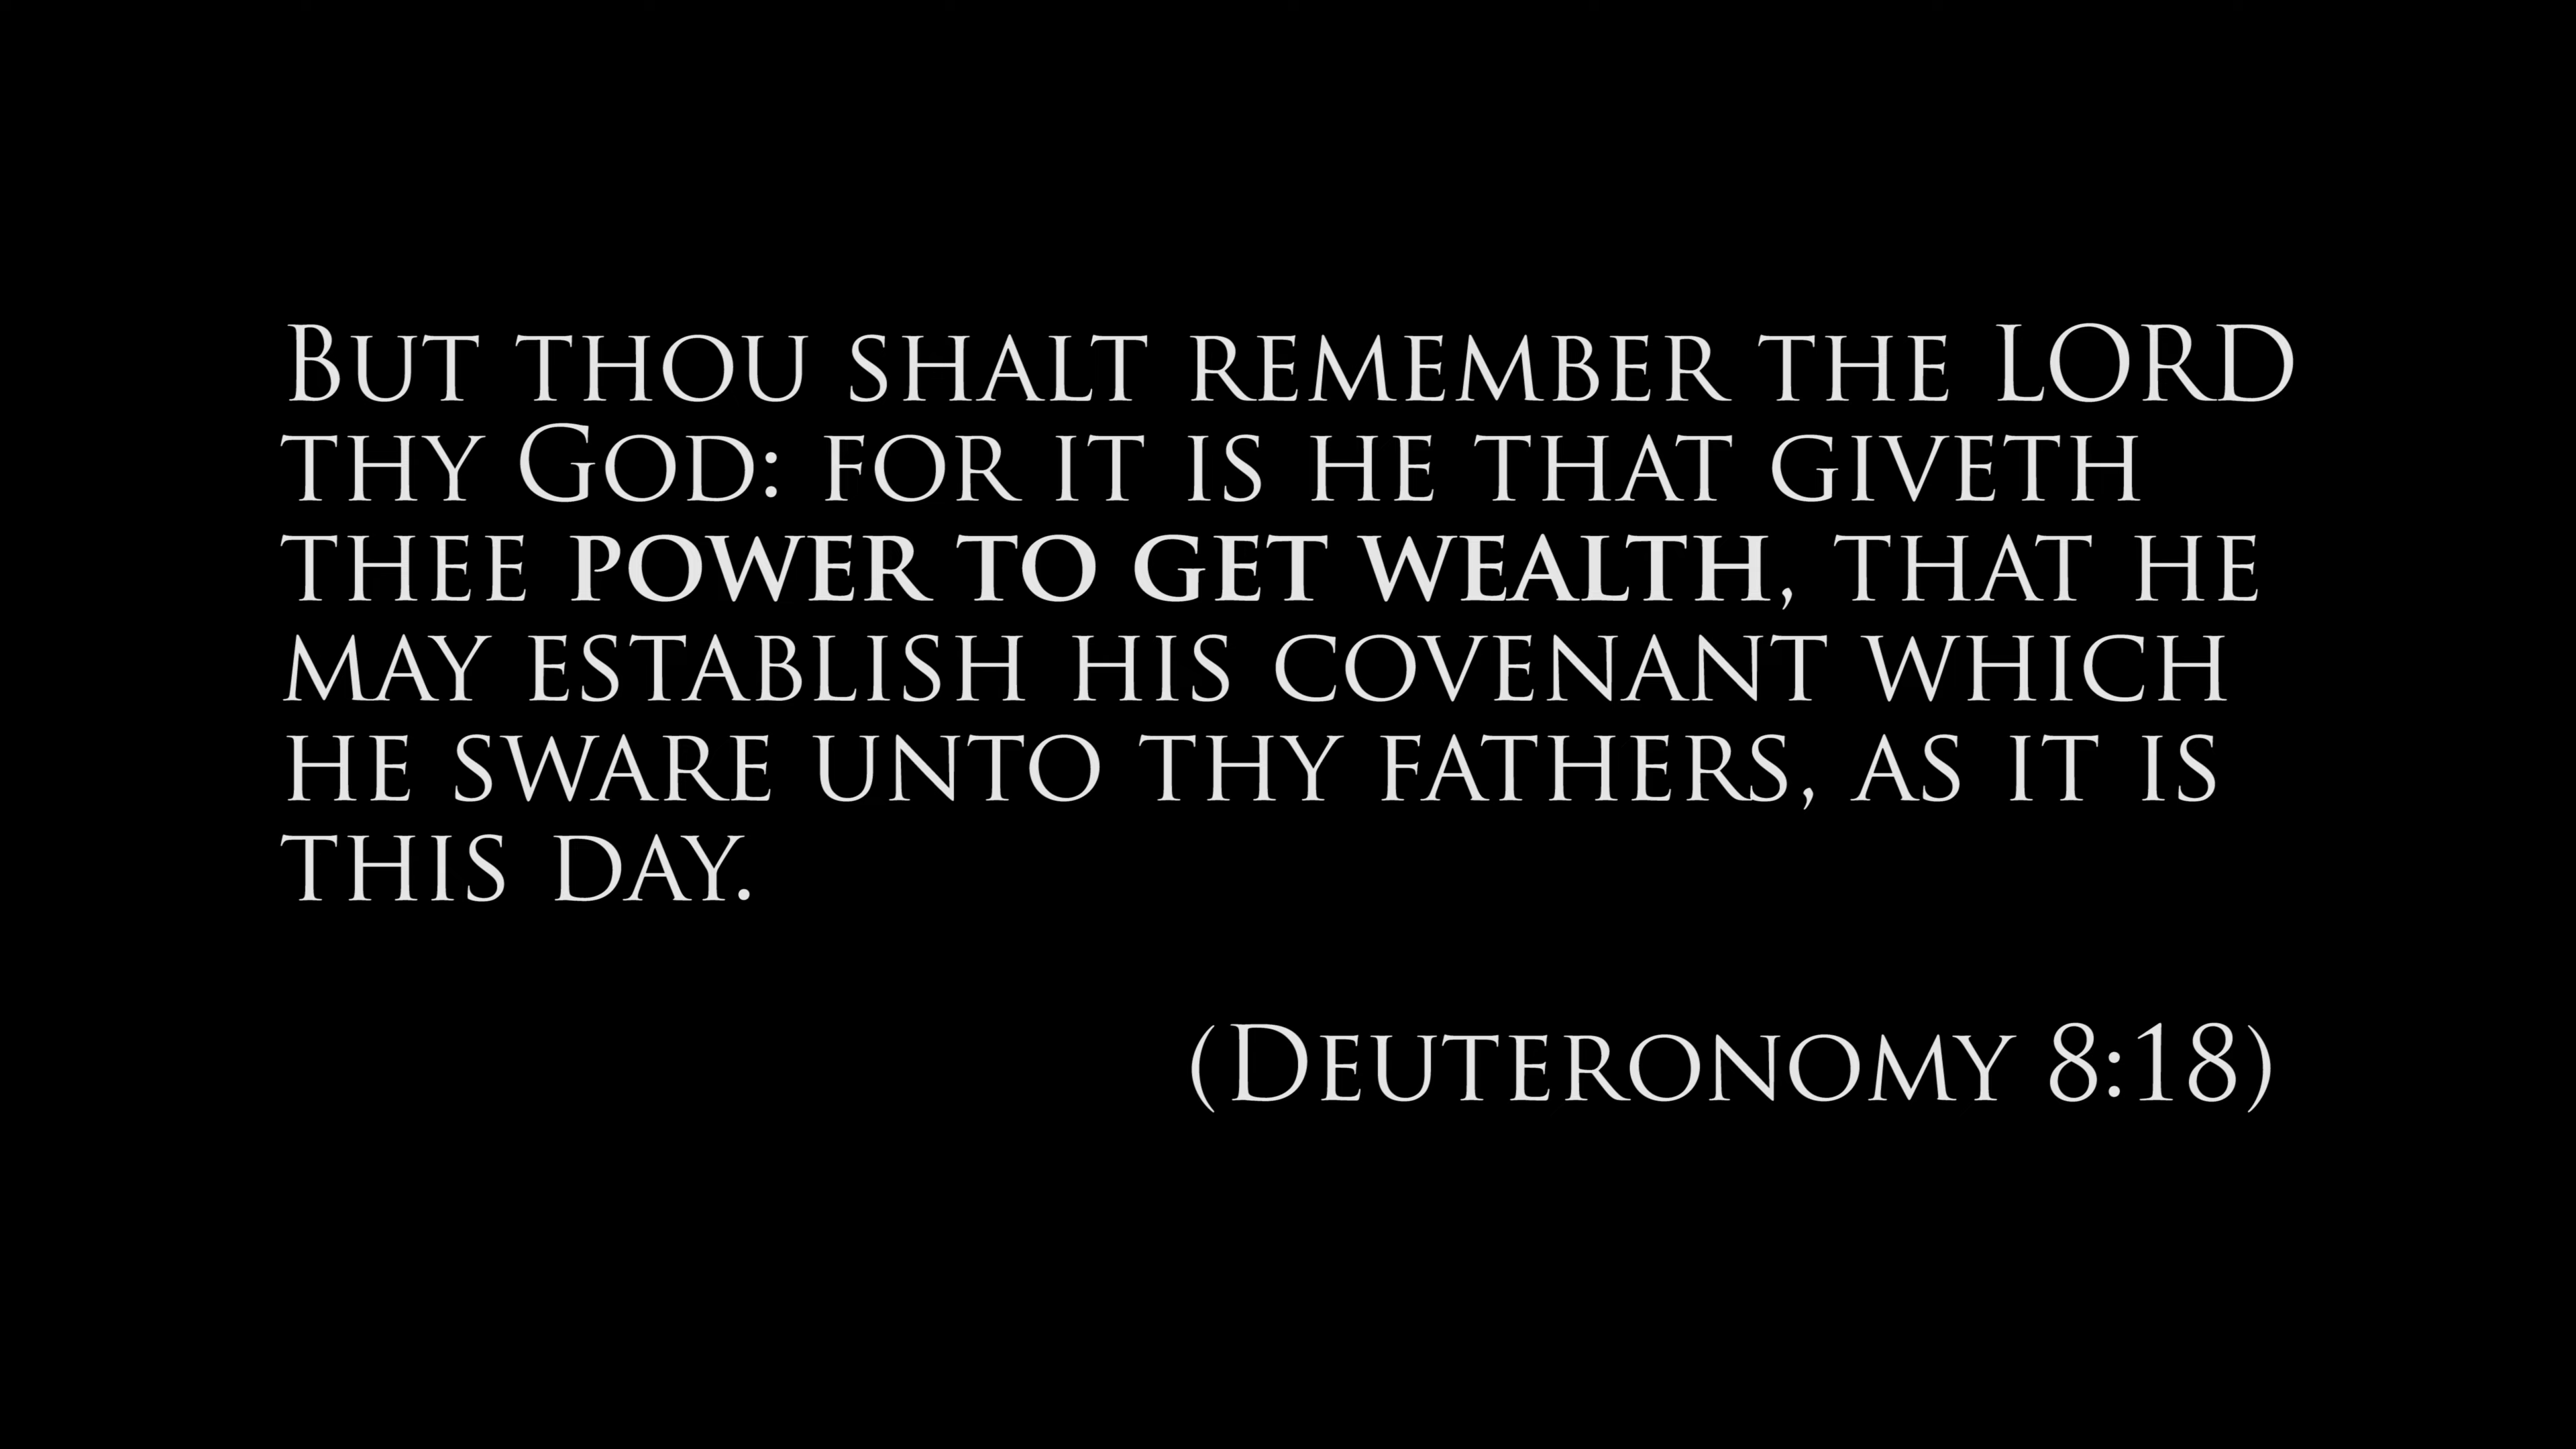 But thou shalt remember the LORD
thy God: for it is he that giveth
thee power to get wealth, that he
may establish his covenant which
he sware unto thy fathers, as it is
this day.
(Deuteronomy 8:18)